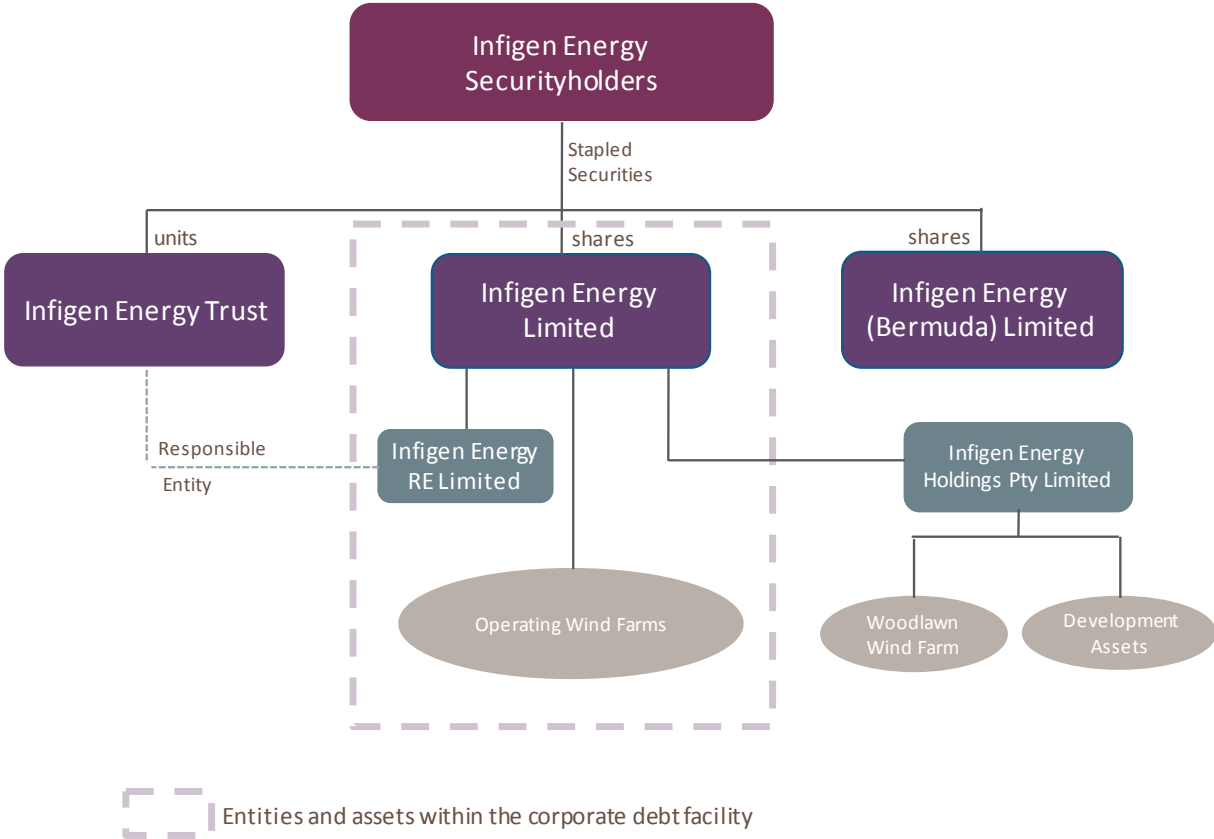 Infigen Energy
Securityholders
Stapled
Securities
units
shares
shares
Infigen Energy Trust
Infigen Energy
Limited
Infigen Energy
(Bermuda) Limited
Responsible
Entity
Infigen Energy
RE Limited
Infigen Energy
Holdings Pty Limited
Operating Wind Farms
Woodlawn
Wind Farm
Development
Assets
Entities and assets within the corporate debt facility